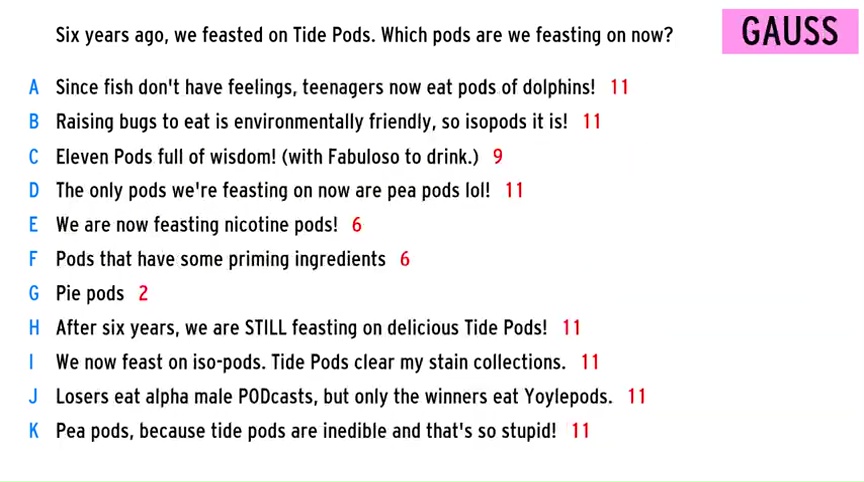 Six years ago, we feasted on Tide Pods. Which pods are we feasting on now?
GAUSS
A Since fish don't have feelings, teenagers now eat pods of dolphins! 11
B Raising bugs to eat is environmentally friendly, so isopods it is! 11
C Eleven Pods full of wisdom! (with Fabuloso to drink.) 9
D The only pods we're feasting on now are pea pods lol! 11
E We are now feasting nicotine pods! 6
F Pods that have some priming ingredients 6
G Pie pods 2
H After six years, we are STILL feasting on delicious Tide Pods! 11
I We now feast on iso-pods. Tide Pods clear my stain collections. 11
J Losers eat alpha male PODcasts, but only the winners eat Yoylepods. 11
K Pea pods, because tide pods are inedible and that's so stupid! 11